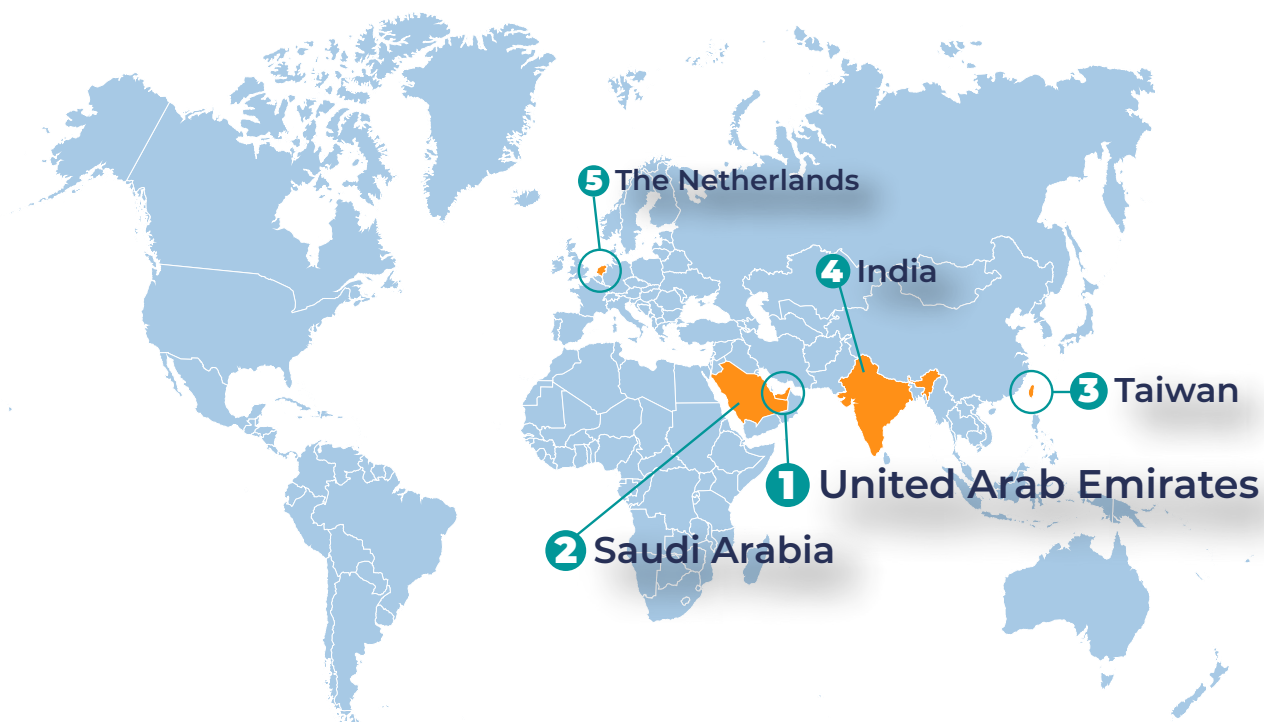 5 The Netherlands
4 India
3 Taiwan
1 United Arab Emirates
2 Saudi Arabia